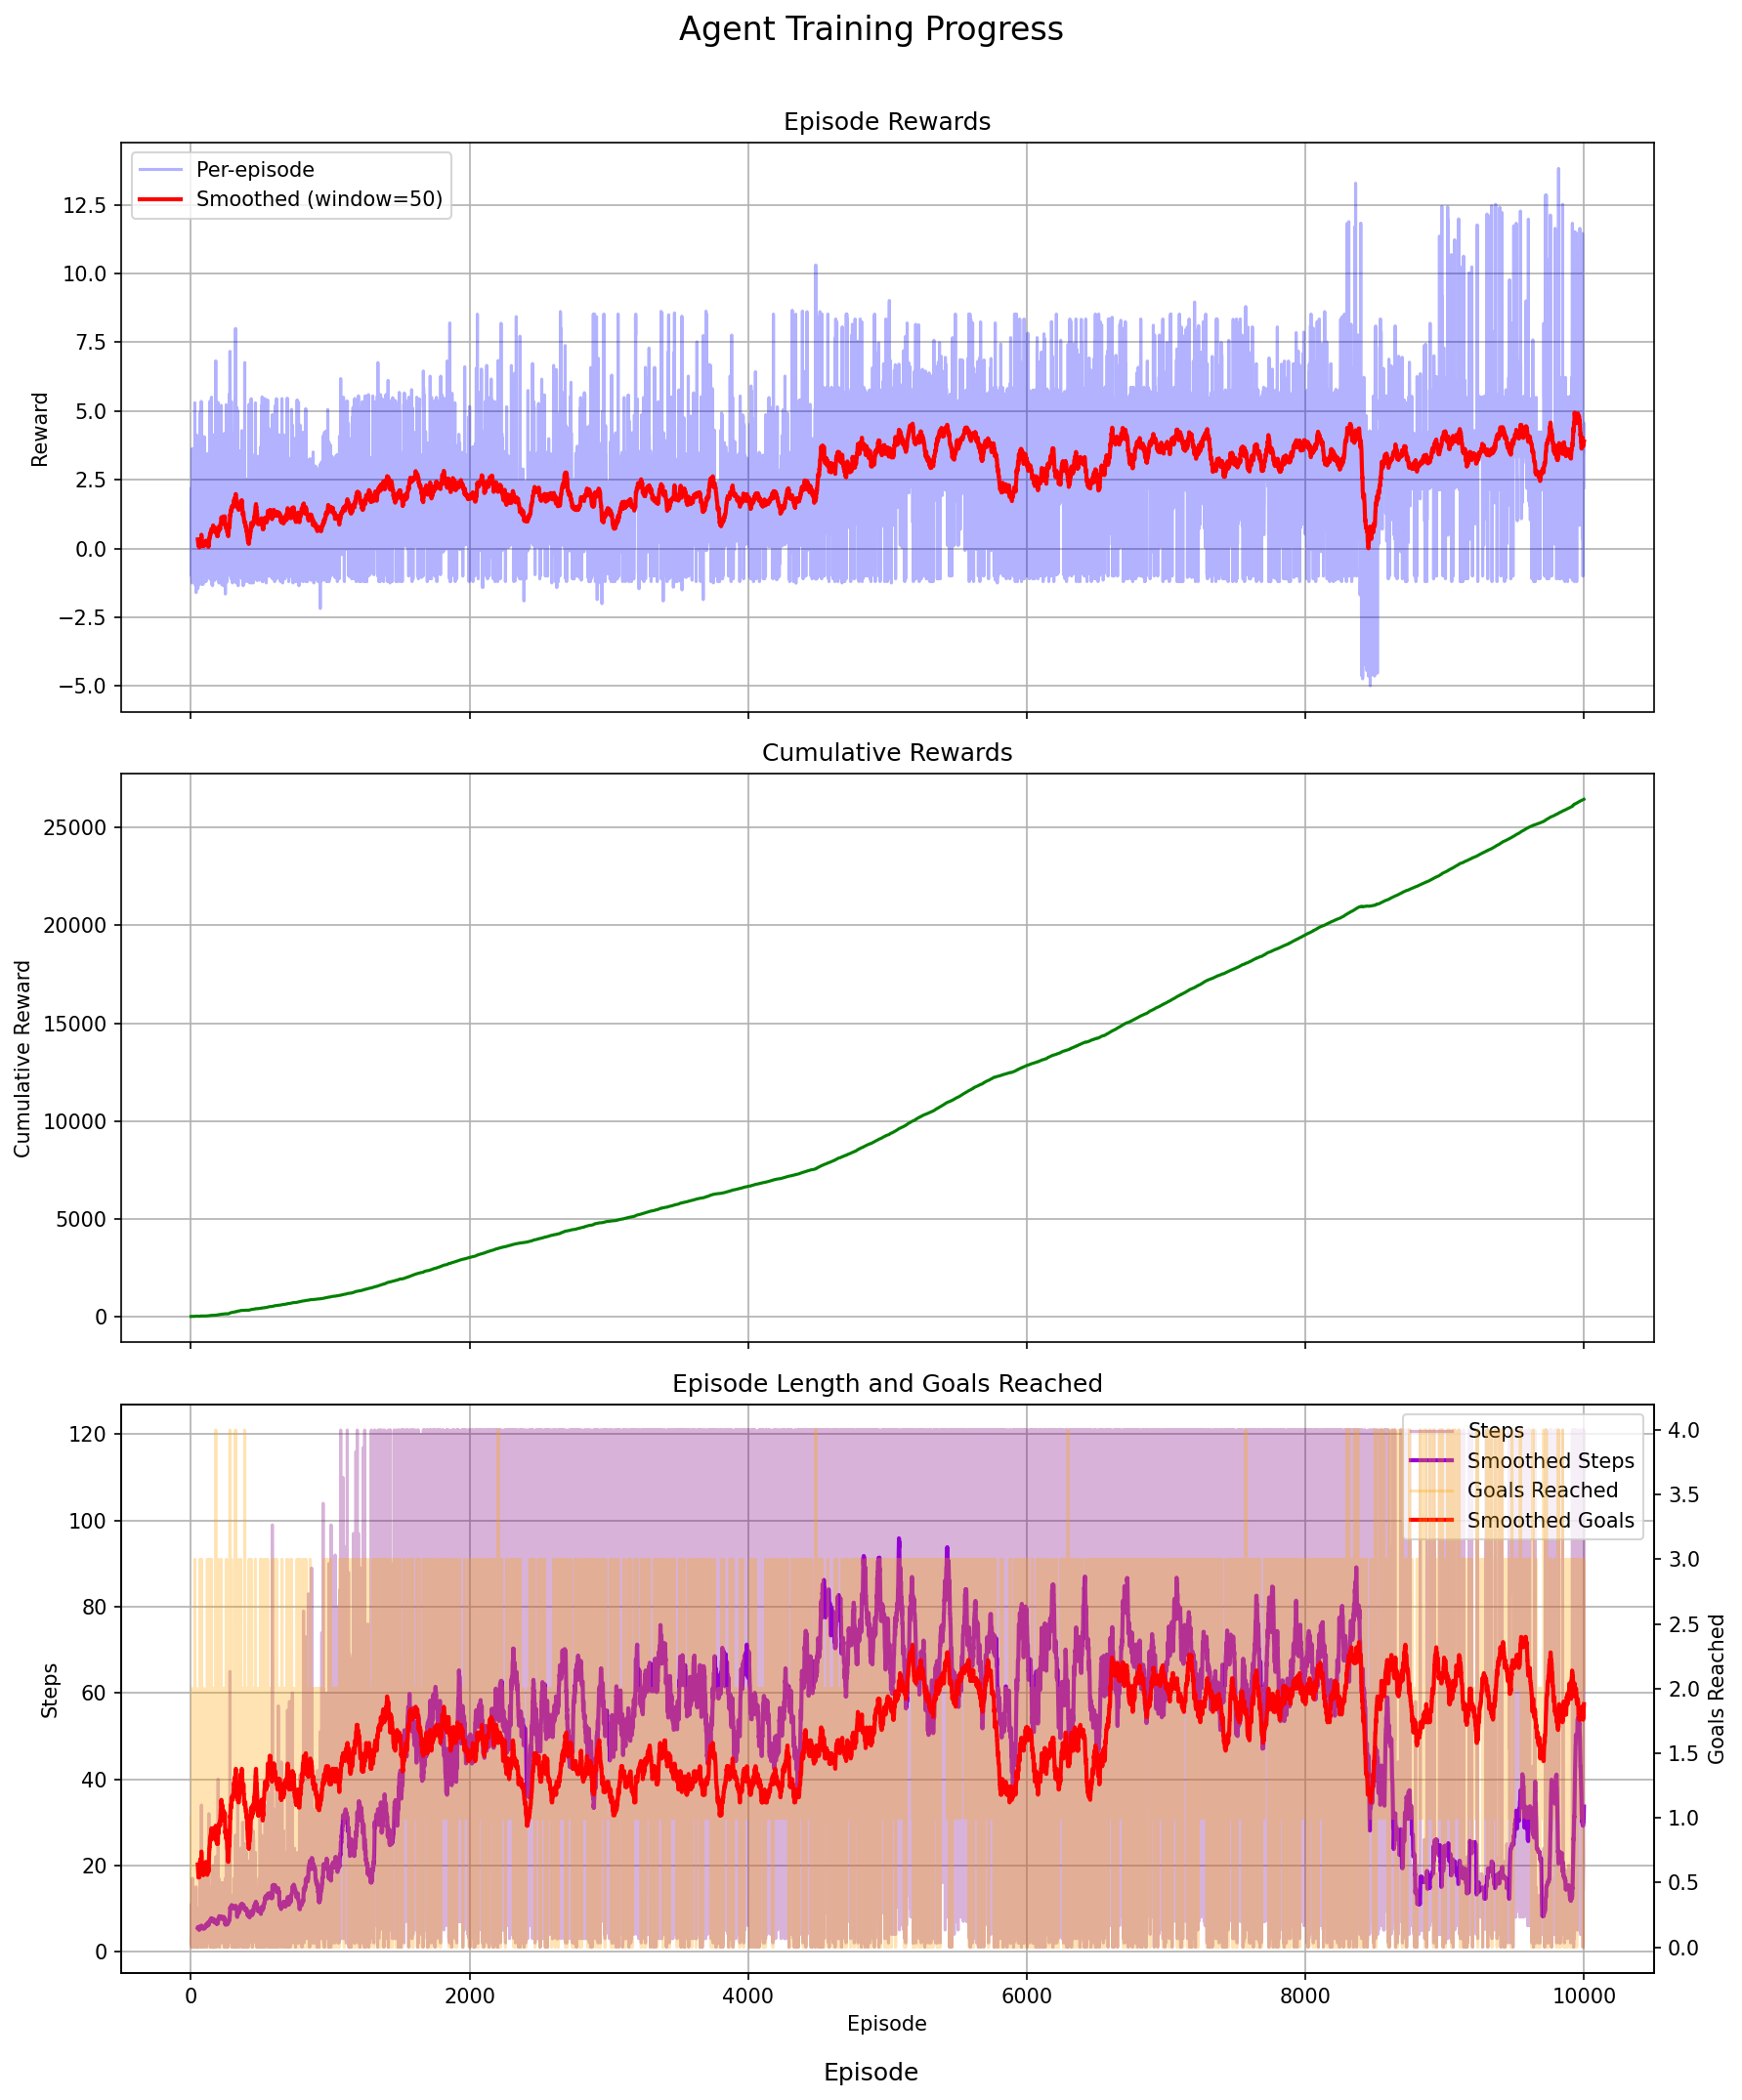 Agent Training Progress
Episode Rewards
Per-episode
Smoothed (window=50)
12.5
10.0
7.5
5.0
2.5
0.0
−2.5
−5.0
Reward
Cumulative Rewards
25000
20000
15000
10000
5000
0
Cumulative Reward
Episode Length and Goals Reached
Steps
Smoothed Steps
Goals Reached
Smoothed Goals
120
100
80
60
40
20
0
Steps
4.0
3.5
3.0
2.5
2.0
1.5
1.0
0.5
0.0
Goals Reached
0 2000 4000 6000 8000 10000
Episode
Episode